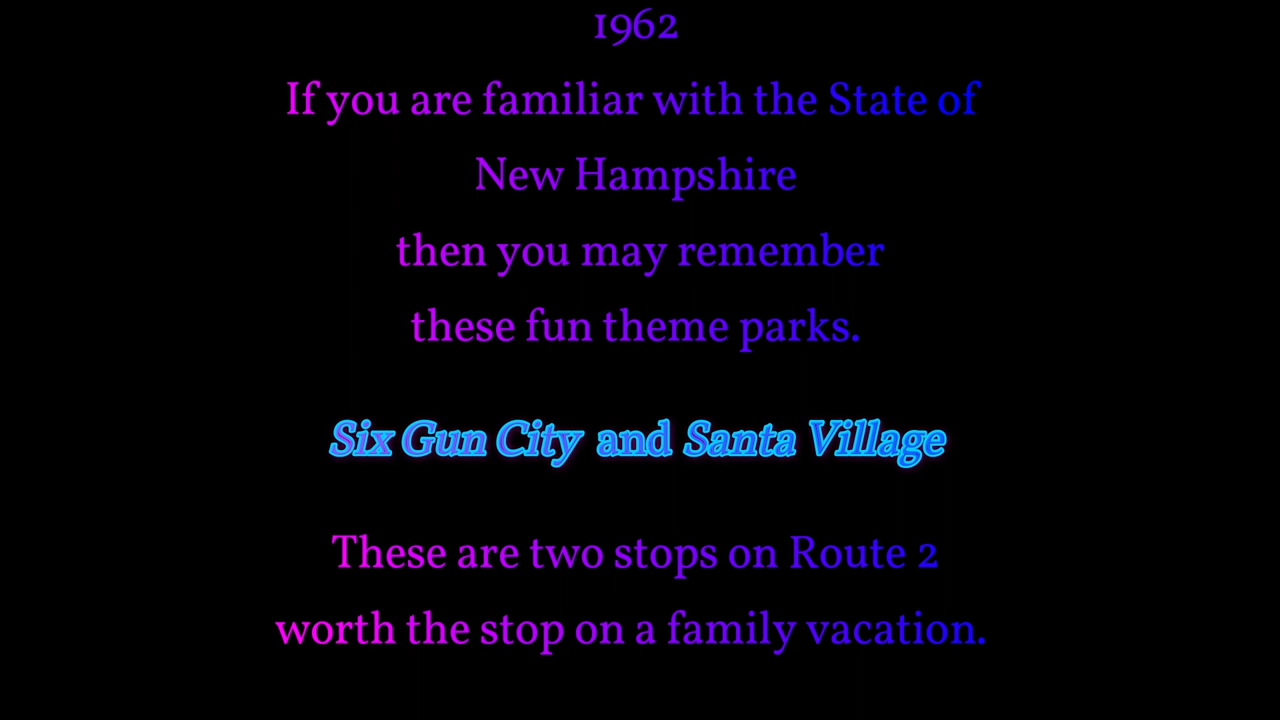 1962
If you are familiar with the State of
New Hampshire
then you may remember
these fun theme parks.
Six Gun City and Santa Village
These are two stops on Route 2
worth the stop on a family vacation.